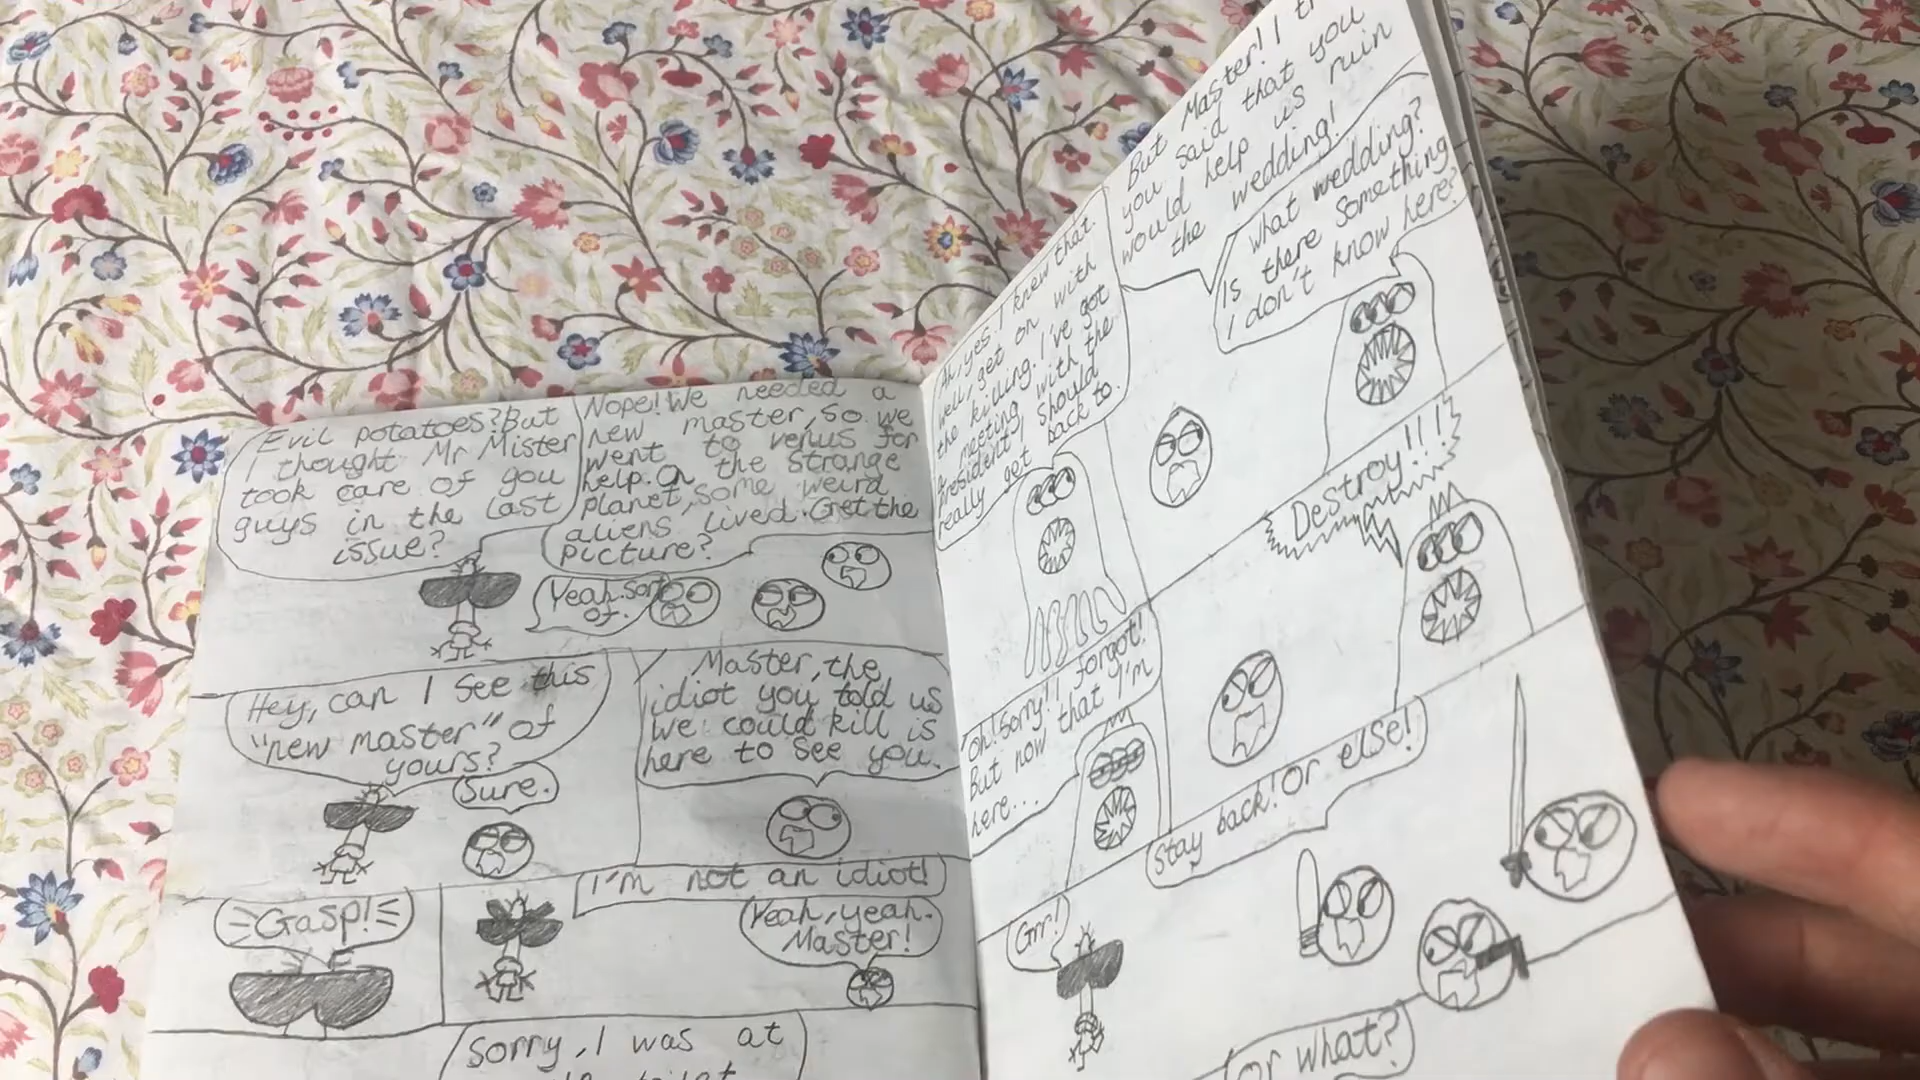 Evil potatoes? But
I thought Mr Mister
took care of you
guys in the last
issue?
Nope! We needed a
new master, so we
went to venus for
help. On the strange
planet, some weird
aliens lived. Get the
picture?
Yeah. Sort
of.
Hey, can I see this
"new master" of
yours?
Sure.
Master, the
idiot you told us
we could kill is
here to see you.
Gasp!
I'm not an idiot!
Yeah, yeah.
Master!
Sorry, I was at
Ah, yes. I knew that.
Well, get on with
the killing. I've got
a meeting with the
president I should
really get back to.
But Master! I
you said that you
would help us ruin
the wedding!
What wedding?
Is there something
I don't know here?
Oh! Sorry! I forgot!
But now that I'm
here...
Destroy!!!
Grr!
Stay back! Or else!
Or what?